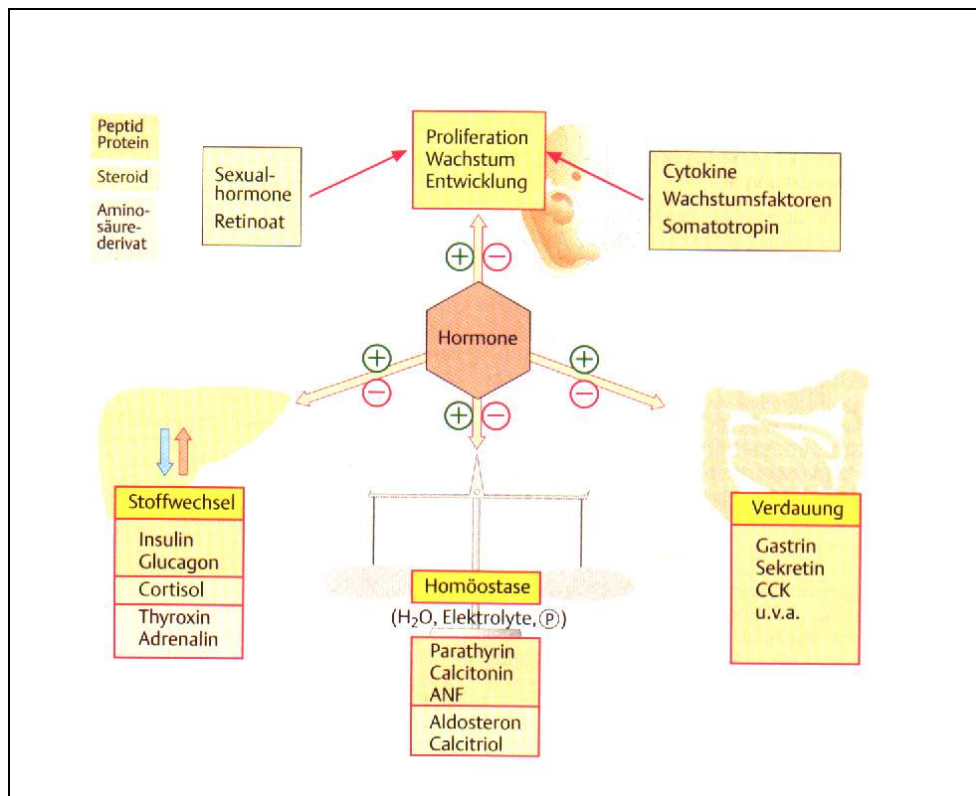 Peptid
Protein
Steroid
Amino-
säure-
derivat
Sexual-
hormone
Retinoat
Proliferation
Wachstum
Entwicklung
Cytokine
Wachstumsfaktoren
Somatotropin
+ −
Hormone
+
−
+
−
+ −
Stoffwechsel
Insulin
Glucagon
Cortisol
Thyroxin
Adrenalin
Homöostase
(H₂O, Elektrolyte, Ⓟ)
Parathyrin
Calcitonin
ANF
Aldosteron
Calcitriol
Verdauung
Gastrin
Sekretin
CCK
u.v.a.